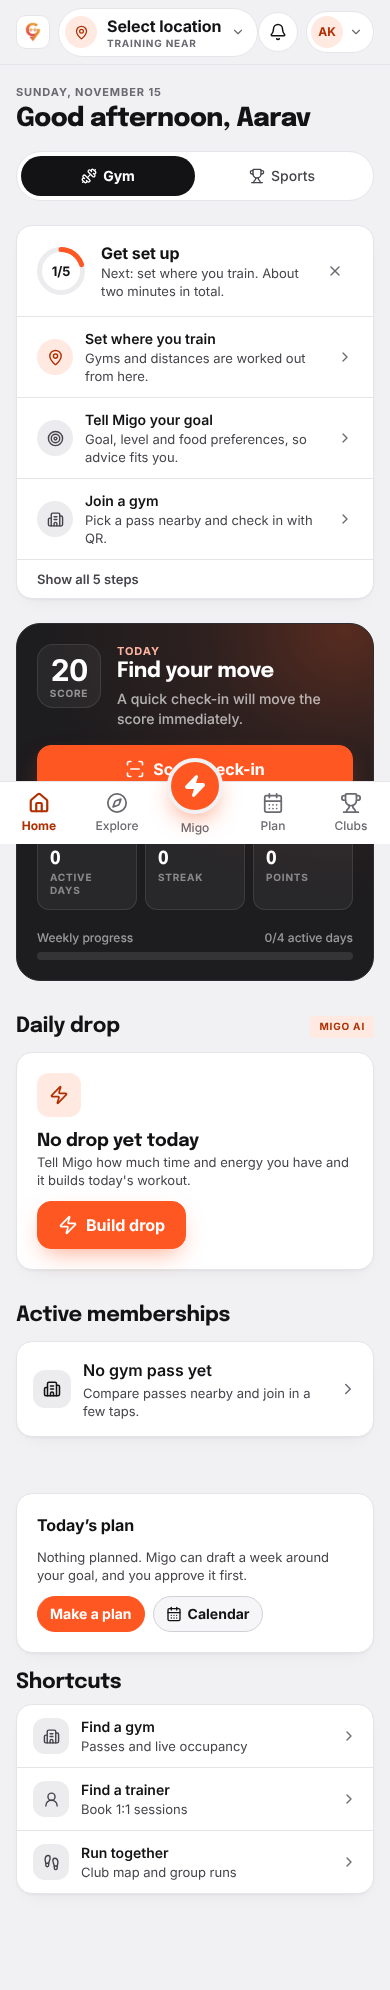 Select location
TRAINING NEAR
AK
SUNDAY, NOVEMBER 15
Good afternoon, Aarav
Gym
Sports
1/5
Get set up
Next: set where you train. About
two minutes in total.
Set where you train
Gyms and distances are worked out
from here.
Tell Migo your goal
Goal, level and food preferences, so
advice fits you.
Join a gym
Pick a pass nearby and check in with
QR.
Show all 5 steps
20
SCORE
TODAY
Find your move
A quick check-in will move the
score immediately.
Home
Explore
Migo
Plan
Clubs
0
ACTIVE
DAYS
0
STREAK
0
POINTS
Weekly progress
0/4 active days
Daily drop
MIGO AI
No drop yet today
Tell Migo how much time and energy you have and
it builds today's workout.
Build drop
Active memberships
No gym pass yet
Compare passes nearby and join in a
few taps.
Today’s plan
Nothing planned. Migo can draft a week around
your goal, and you approve it first.
Make a plan
Calendar
Shortcuts
Find a gym
Passes and live occupancy
Find a trainer
Book 1:1 sessions
Run together
Club map and group runs